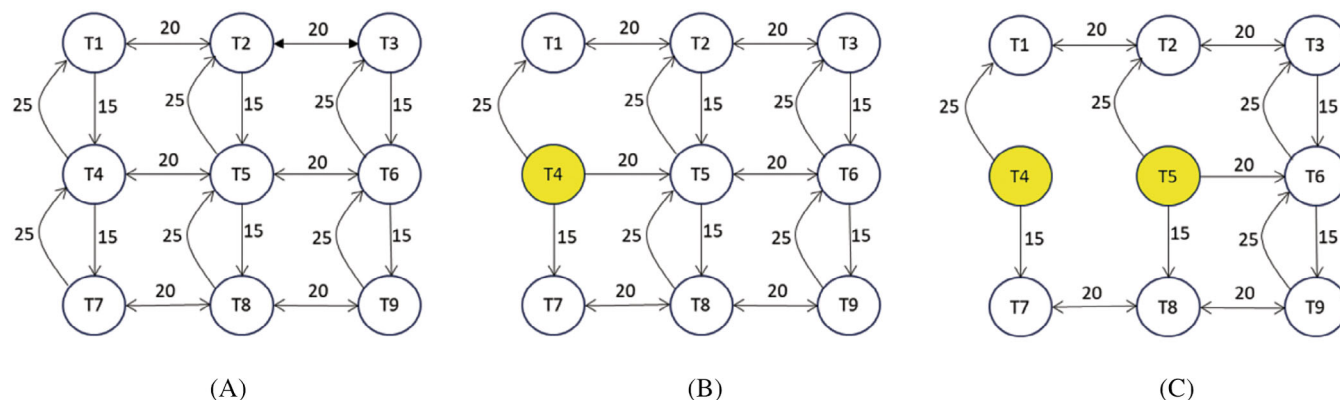 T1 20 T2 20 T3
25 15 25 15 25 15
T4 20 T5 20 T6
25 15 25 15 25 15
T7 20 T8 20 T9
(A)
T1 20 T2 20 T3
25 25 15 25 15
T4 20 T5 20 T6
15 25 15 25 15
T7 20 T8 20 T9
(B)
T1 20 T2 20 T3
25 25 25 15
T4 T5 20 T6
15 15 25 15
T7 20 T8 20 T9
(C)